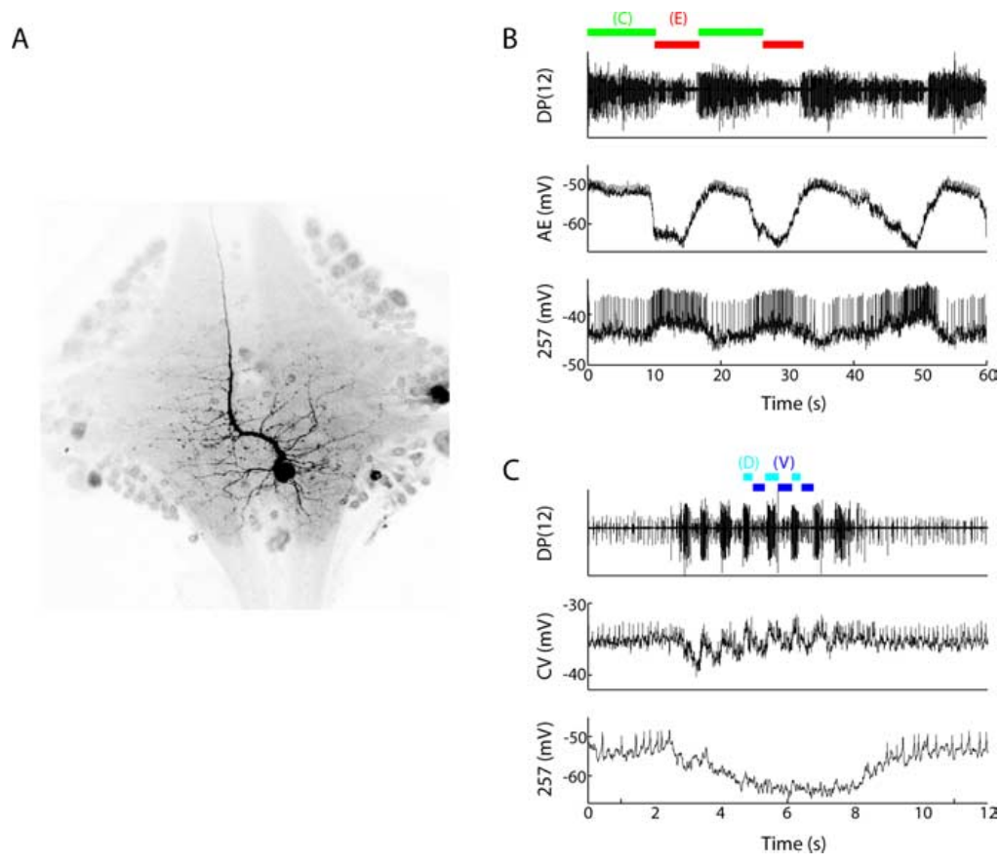 A
B
(C) (E)
DP(12)
AE (mV)
-50
-60
257 (mV)
-40
-50
0 10 20 30 40 50 60
Time (s)
C
(D) (V)
DP(12)
CV (mV)
-30
-40
257 (mV)
-50
-60
0 2 4 6 8 10 12
Time (s)